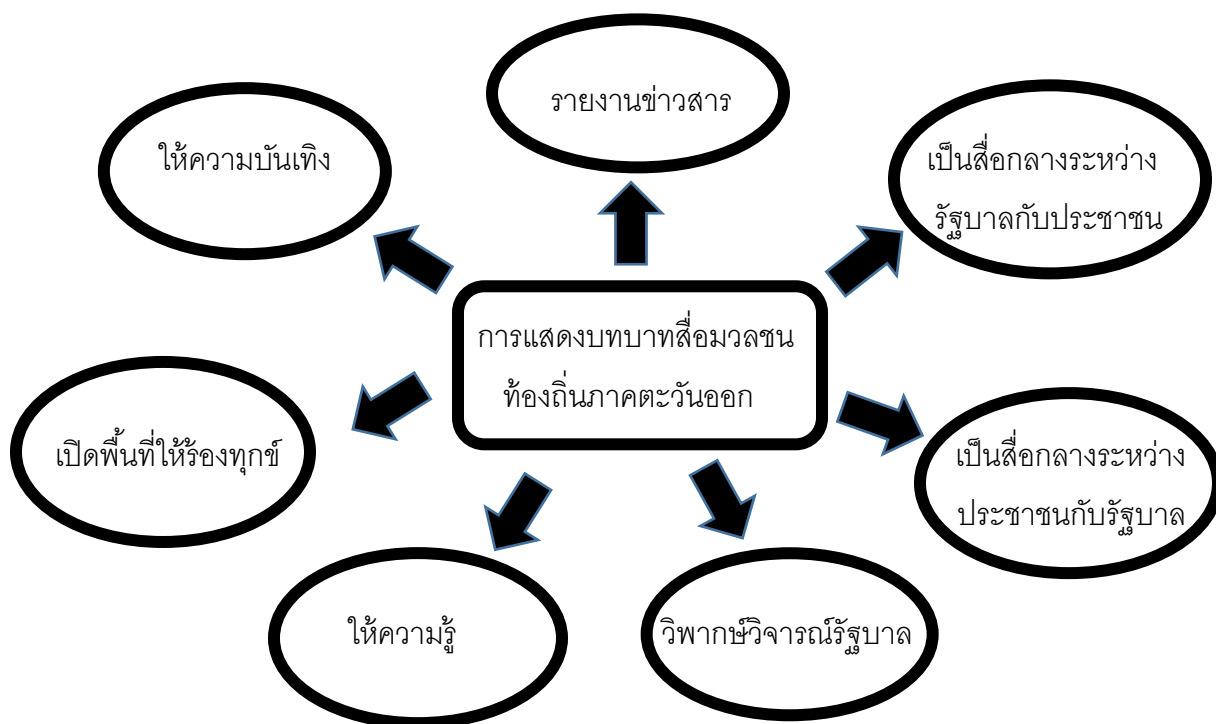 รายงานข่าวสาร
ให้ความบันเทิง
เป็นสื่อกลางระหว่าง
รัฐบาลกับประชาชน
การแสดงบทบาทสื่อมวลชน
ท้องถิ่นภาคตะวันออก
เปิดพื้นที่ให้ร้องทุกข์
เป็นสื่อกลางระหว่าง
ประชาชนกับรัฐบาล
ให้ความรู้
วิพากษ์วิจารณ์รัฐบาล